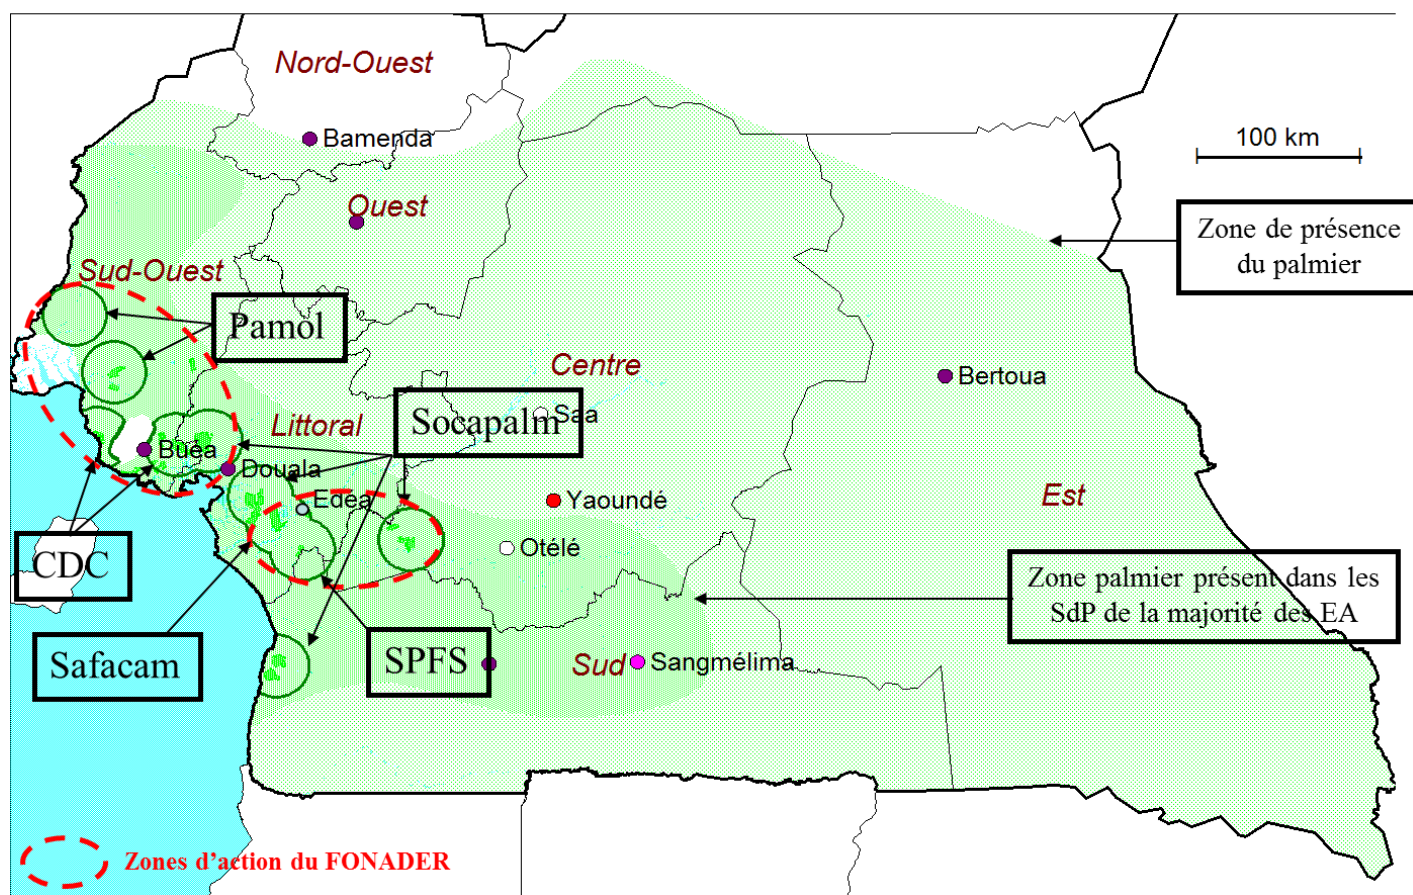 Nord-Ouest
Bamenda
100 km
Ouest
Zone de présence
du palmier
Sud-Ouest
Pamol
Centre
Bertoua
Saa
Littoral
Socapalm
Buéa
Douala
Edéa
Yaoundé
Est
Otélé
CDC
Zone palmier présent dans les
SdP de la majorité des EA
Safacam
SPFS
Sud
Sangmélima
Zones d’action du FONADER